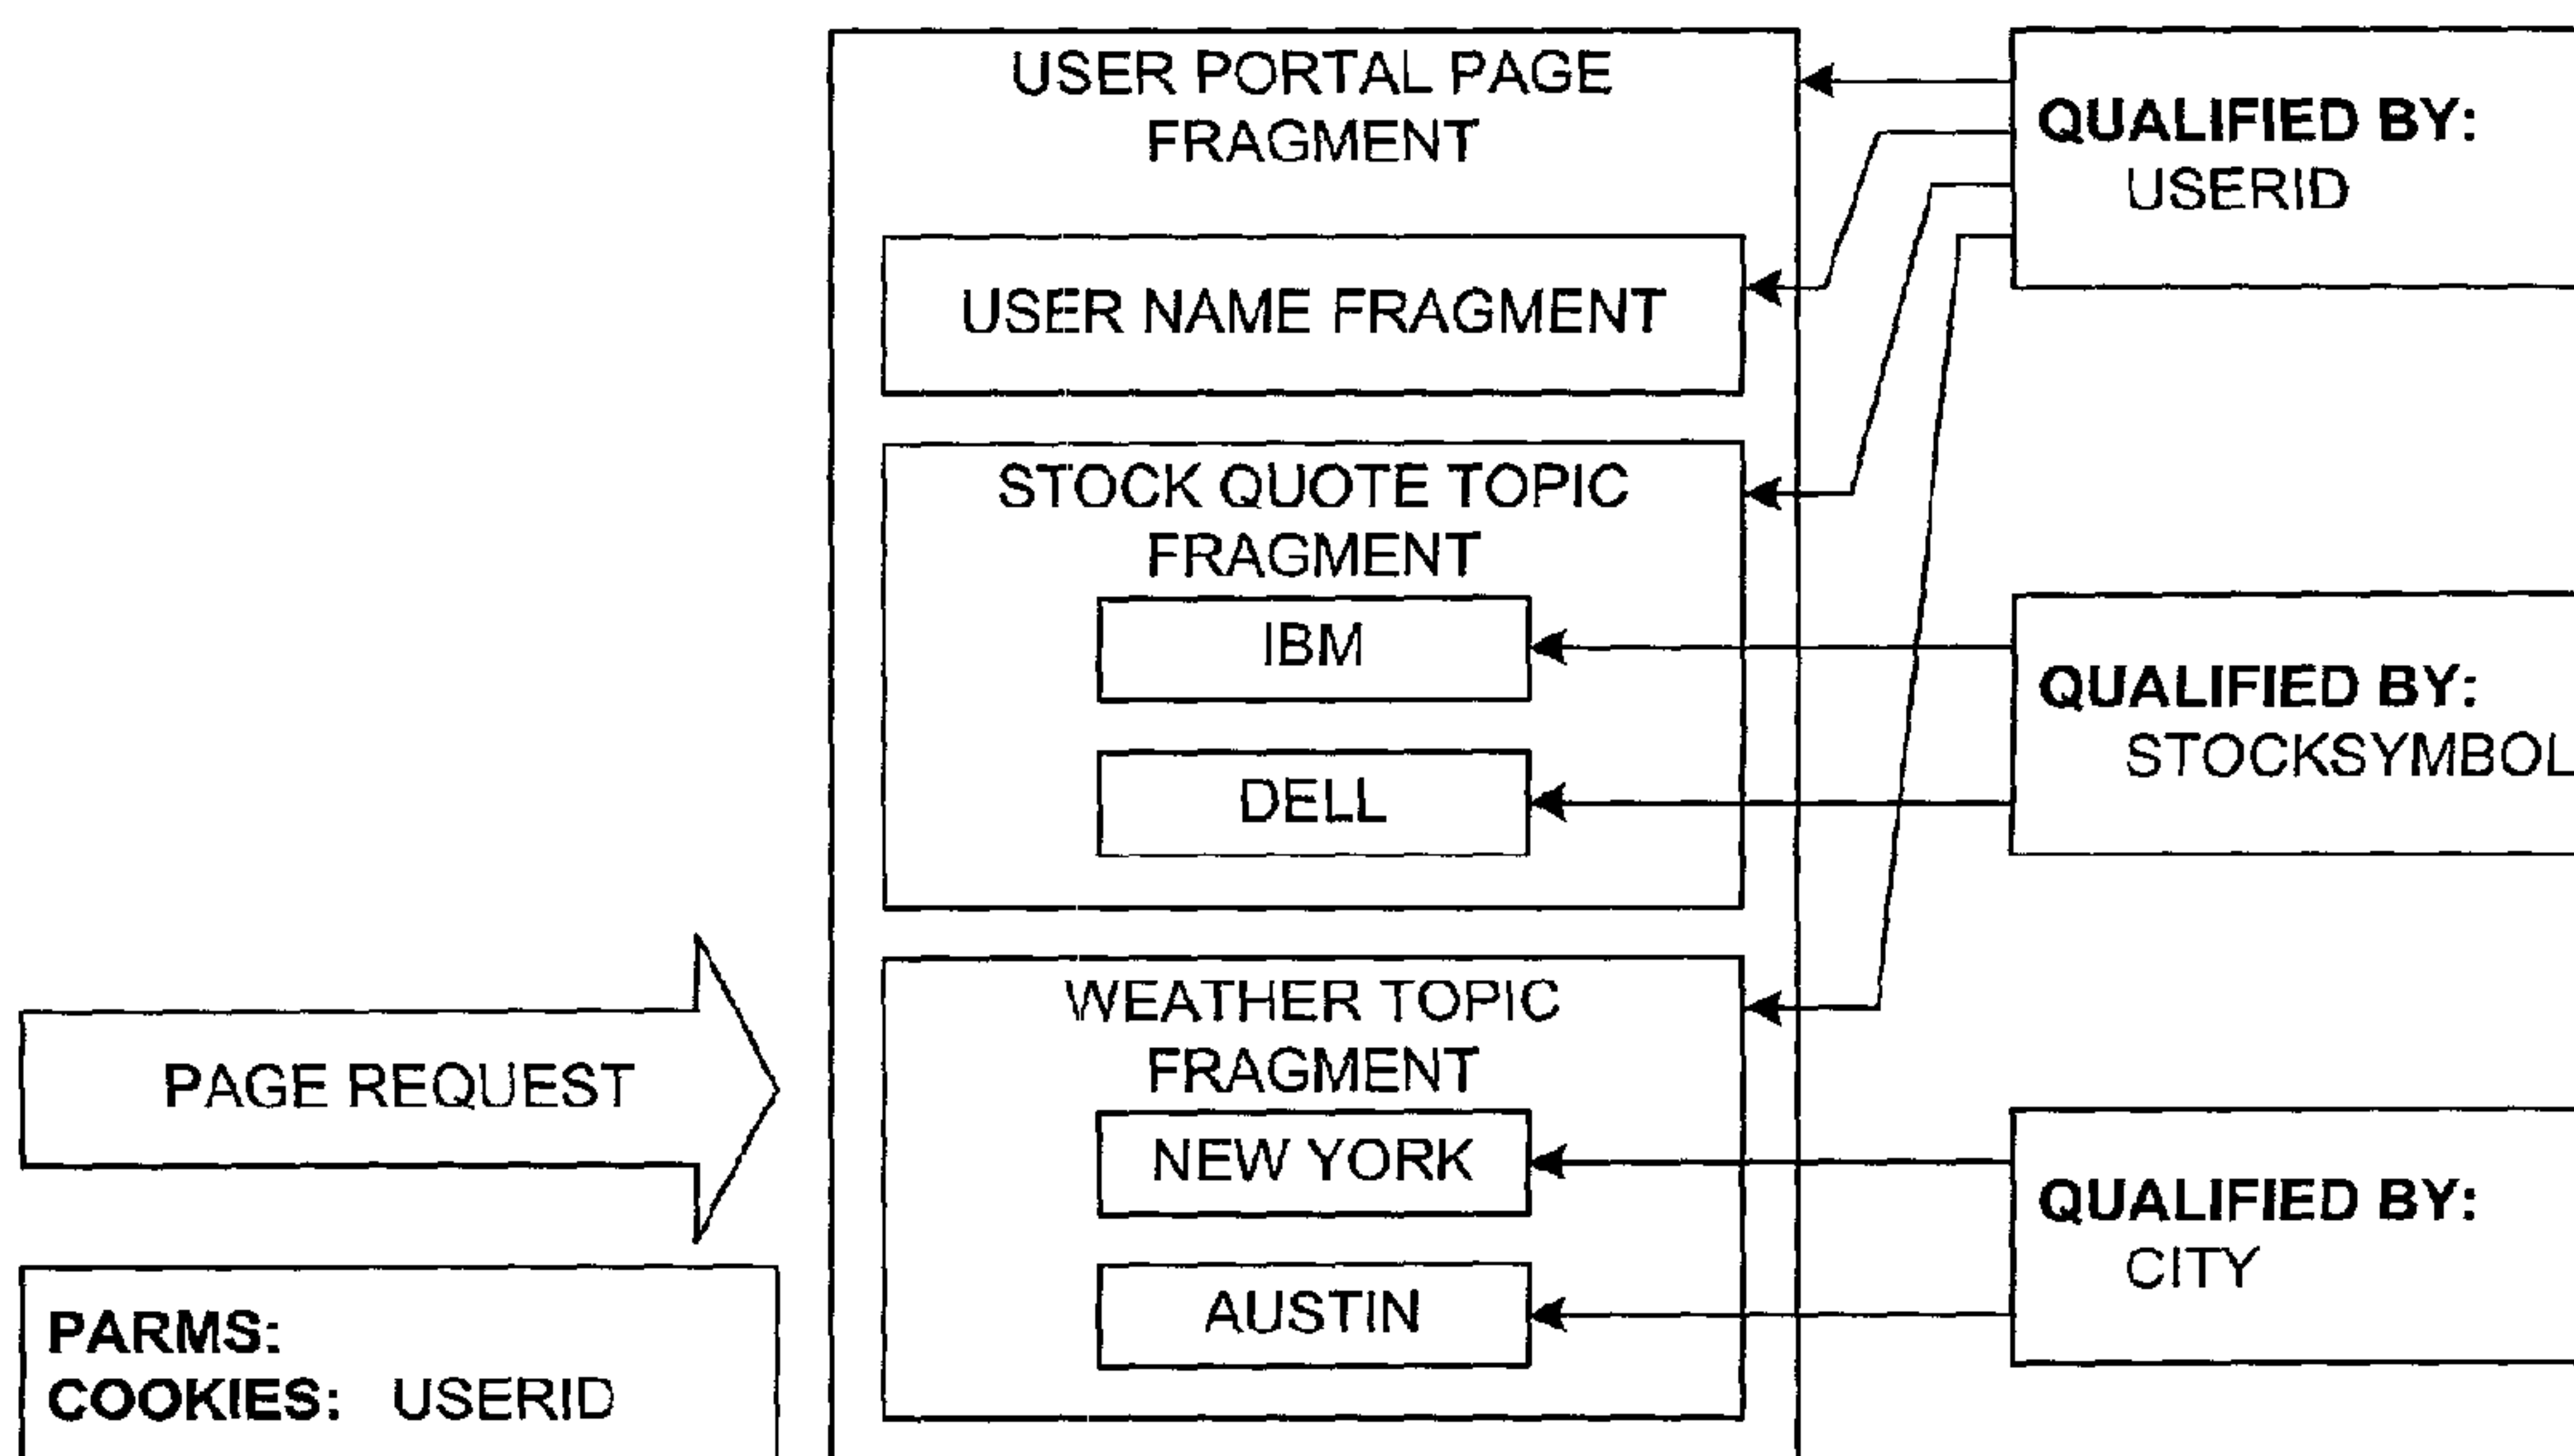 USER PORTAL PAGE
FRAGMENT
USER NAME FRAGMENT
STOCK QUOTE TOPIC
FRAGMENT
IBM
DELL
WEATHER TOPIC
FRAGMENT
NEW YORK
AUSTIN
QUALIFIED BY:
USERID
QUALIFIED BY:
STOCKSYMBOL
QUALIFIED BY:
CITY
PAGE REQUEST
PARMS:
COOKIES: USERID